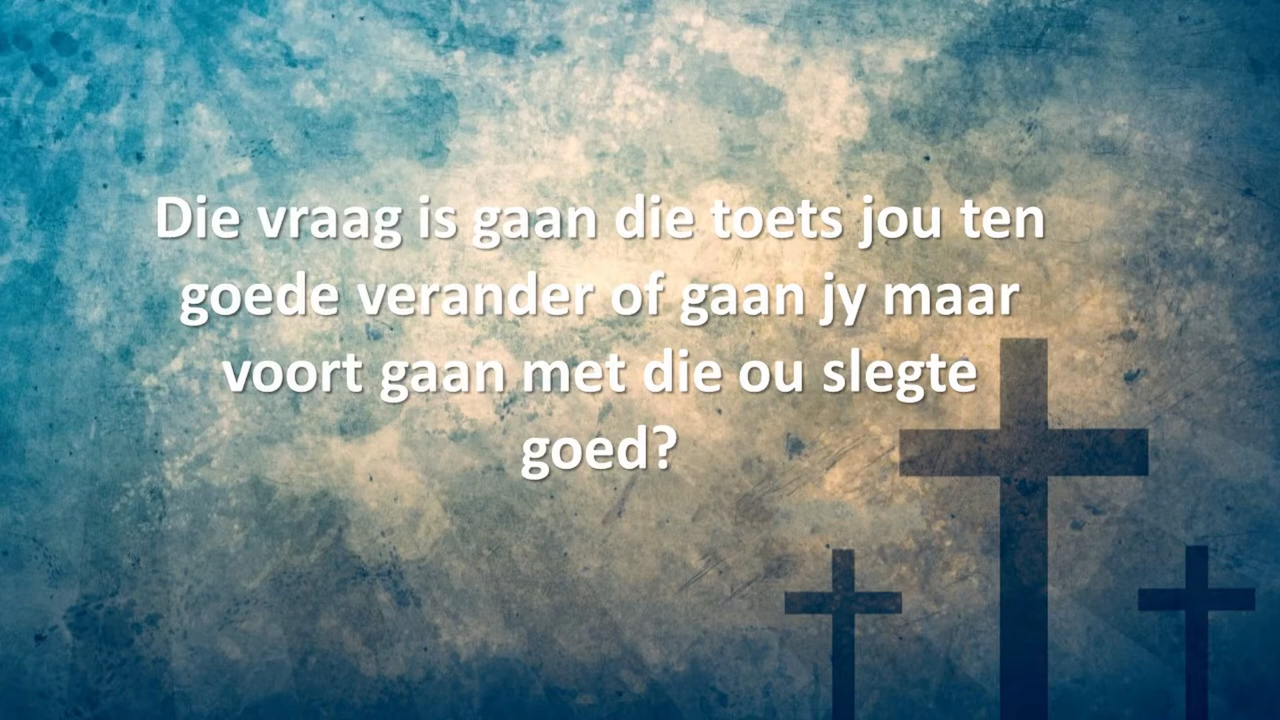 Die vraag is gaan die toets jou ten
goede verander of gaan jy maar
voort gaan met die ou slegte
goed?